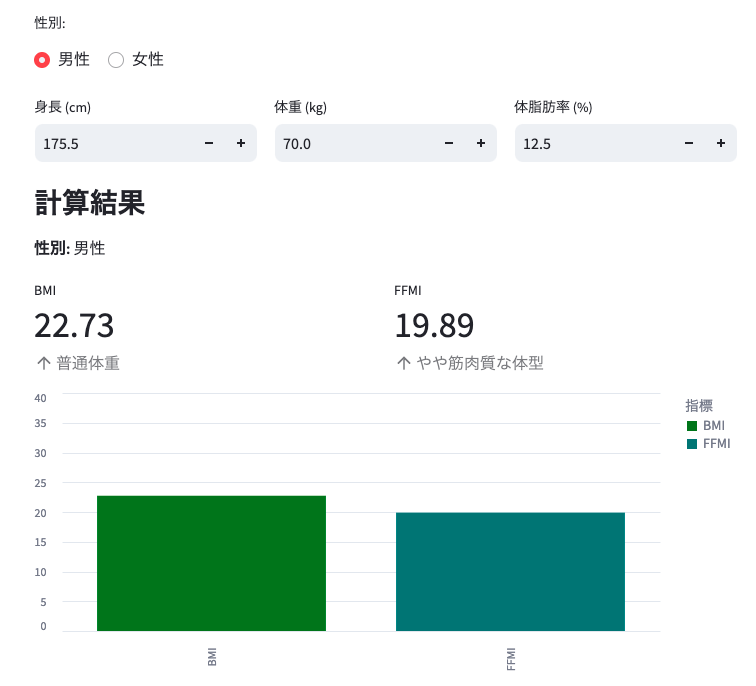 性別:
男性 女性
身長 (cm) 体重 (kg) 体脂肪率 (%)
175.5 − + 70.0 − + 12.5 − +
計算結果
性別: 男性
BMI FFMI
22.73 19.89
↑ 普通体重 ↑ やや筋肉質な体型
40
35
30
25
20
15
10
5
0
指標
BMI
FFMI
BMI FFMI